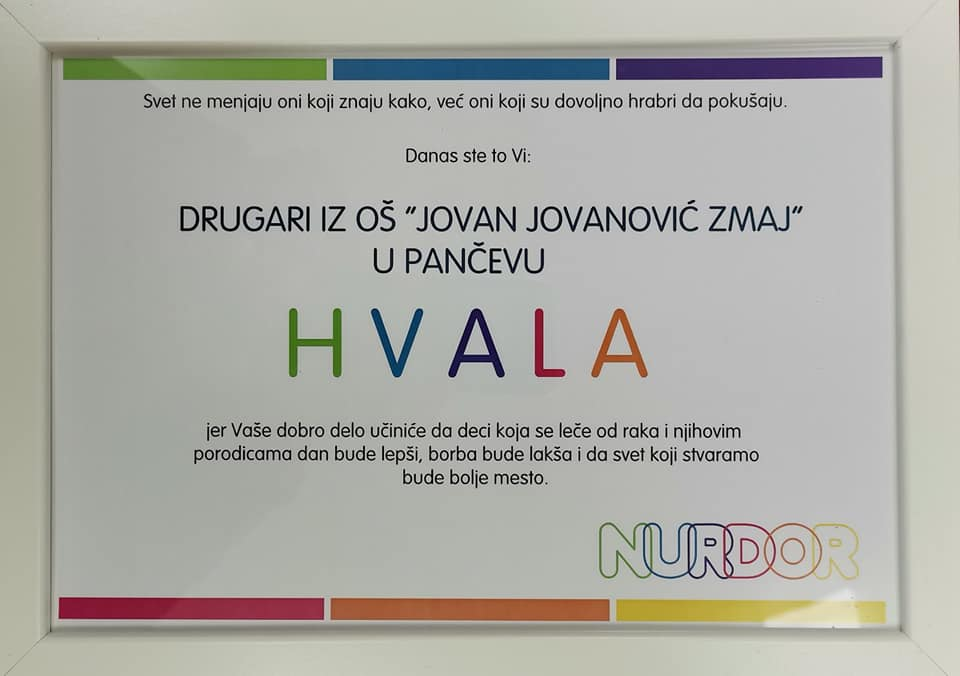 Svet ne menjaju oni koji znaju kako, već oni koji su dovoljno hrabri da pokušaju.
Danas ste to Vi:
DRUGARI IZ OŠ "JOVAN JOVANOVIĆ ZMAJ"
U PANČEVU
HVALA
jer Vaše dobro delo učiniće da deci koja se leče od raka i njihovim
porodicama dan bude lepši, borba bude lakša i da svet koji stvaramo
bude bolje mesto.
NURDOR